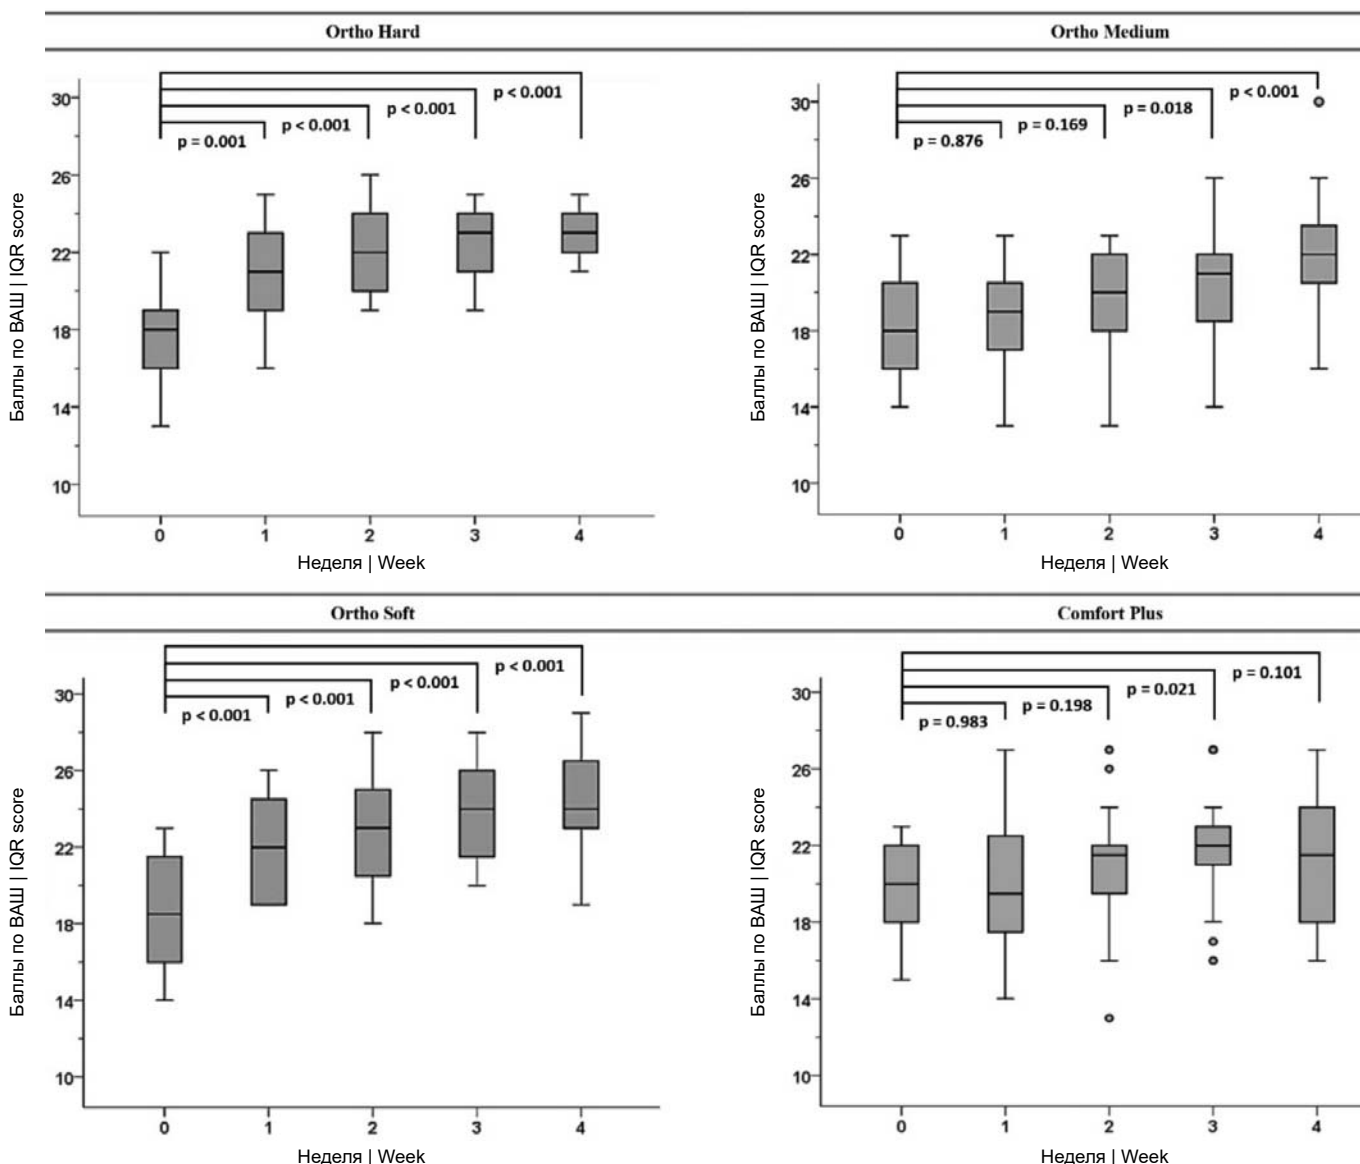 Ortho Hard
Ortho Medium
Баллы по ВАШ | IQR score
30
26
22
18
14
10
p < 0.001
p < 0.001
p < 0.001
p = 0.001
0 1 2 3 4
Неделя | Week
Баллы по ВАШ | IQR score
30
26
22
18
14
10
p < 0.001
p = 0.018
p = 0.169
p = 0.876
0 1 2 3 4
Неделя | Week
Ortho Soft
Comfort Plus
Баллы по ВАШ | IQR score
30
26
22
18
14
10
p < 0.001
p < 0.001
p < 0.001
p < 0.001
0 1 2 3 4
Неделя | Week
Баллы по ВАШ | IQR score
30
26
22
18
14
10
p = 0.101
p = 0.021
p = 0.198
p = 0.983
0 1 2 3 4
Неделя | Week